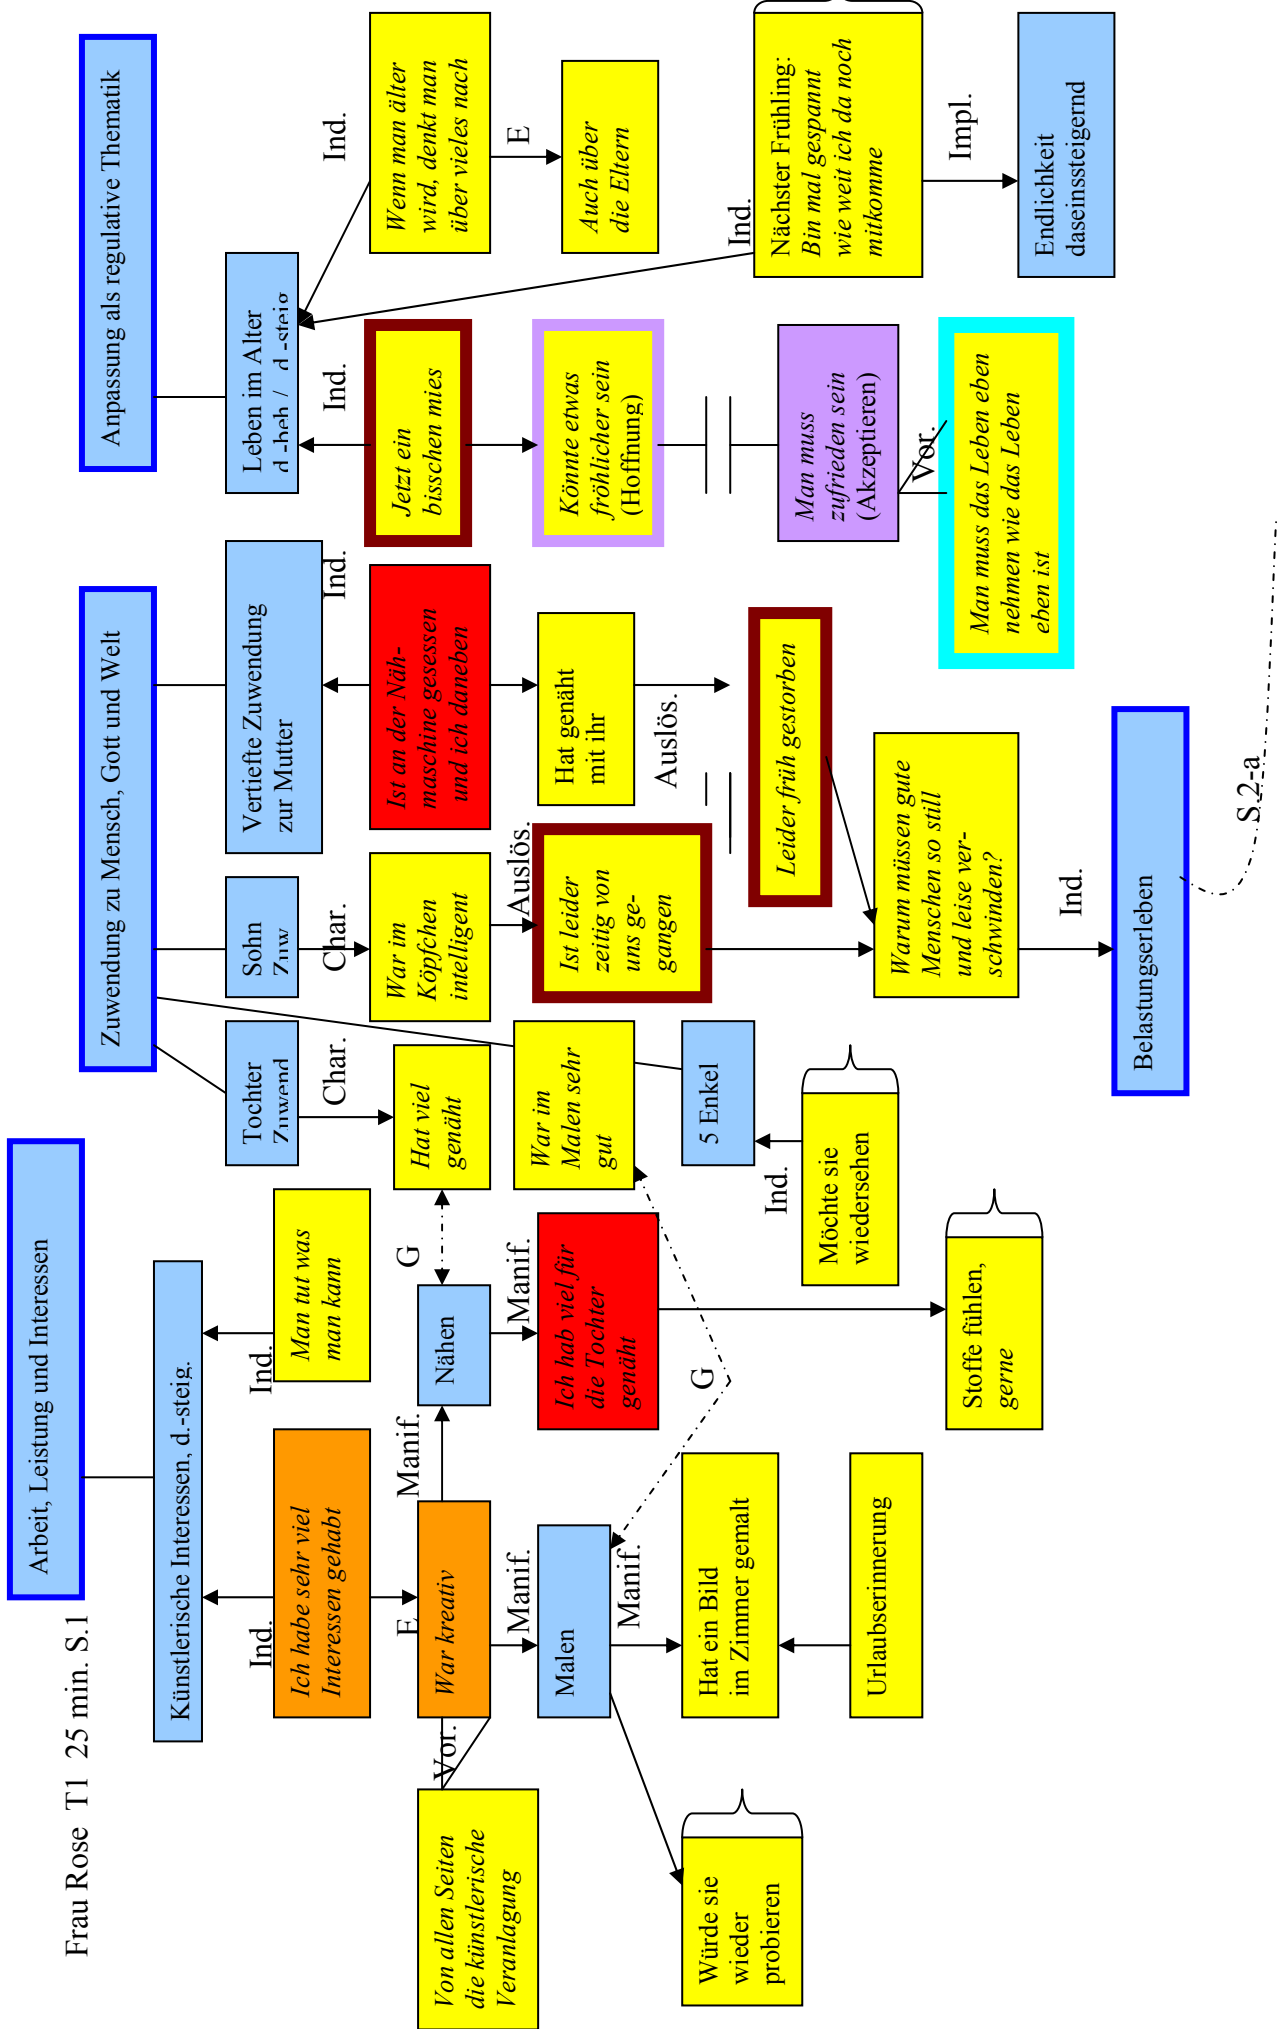 Frau Rose  T1  25 min. S.1
Arbeit, Leistung und Interessen
Künstlerische Interessen, d.-steig.
Ind.
Ind.
Ich habe sehr viel
Interessen gehabt
Man tut was
man kann
E
Vor.
Von allen Seiten
die künstlerische
Veranlagung
War kreativ
Manif.
Nähen
G
Manif.
Manif.
Malen
Ich hab viel für
die Tochter
genäht
Manif.
G
Würde sie
wieder
probieren
Hat ein Bild
im Zimmer gemalt
Urlaubserinnerung
Stoffe fühlen,
gerne
Zuwendung zu Mensch, Gott und Welt
Tochter
Zuwend
Sohn
Zuw
Vertiefte Zuwendung
zur Mutter
Char.
Char.
Ind.
Hat viel
genäht
War im
Köpfchen
intelligent
Ist an der Näh-
maschine gesessen
und ich daneben
War im
Malen sehr
gut
Auslös.
Ist leider
zeitig von
uns ge-
gangen
Hat genäht
mit ihr
Auslös.
5 Enkel
Ind.
Möchte sie
wiedersehen
Leider früh gestorben
Warum müssen gute
Menschen so still
und leise ver-
schwinden?
Ind.
Belastungserleben
S.2-a
Anpassung als regulative Thematik
Leben im Alter
Ind.
Ind.
Jetzt ein
bisschen mies
Wenn man älter
wird, denkt man
über vieles nach
E
Könnte etwas
fröhlicher sein
(Hoffnung)
Auch über
die Eltern
Ind.
Man muss
zufrieden sein
(Akzeptieren)
Nächster Frühling:
Bin mal gespannt
wie weit ich da noch
mitkomme
Vor.
Impl.
Man muss das Leben eben
nehmen wie das Leben
eben ist
Endlichkeit
daseinssteigernd